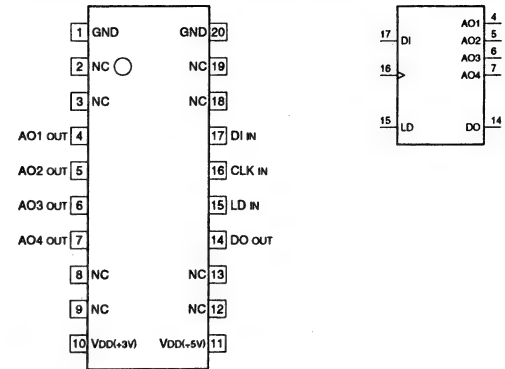 1 GND GND 20
2 NC NC 19
3 NC NC 18
AO1 OUT 4 17 DI IN
AO2 OUT 5 16 CLK IN
AO3 OUT 6 15 LD IN
AO4 OUT 7 14 DO OUT
8 NC NC 13
9 NC NC 12
10 VDD(+3V) VDD(+5V) 11
AO1 4
17 DI AO2 5
AO3 6
16 AO4 7
15 LD DO 14